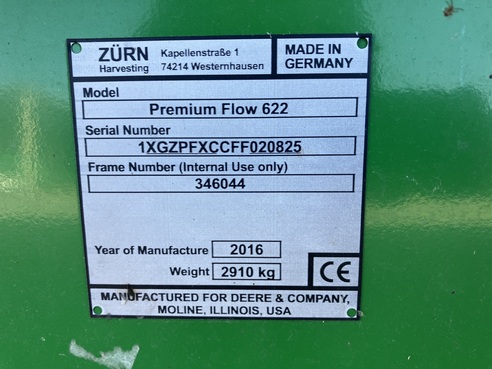 ZÜRN
Harvesting
Kapellenstraße 1
74214 Westernhausen
MADE IN
GERMANY
Model
Premium Flow 622
Serial Number
1XGZPFXCCFF020825
Frame Number (Internal Use only)
346044
Year of Manufacture 2016
Weight 2910 kg
CE
MANUFACTURED FOR DEERE & COMPANY,
MOLINE, ILLINOIS, USA